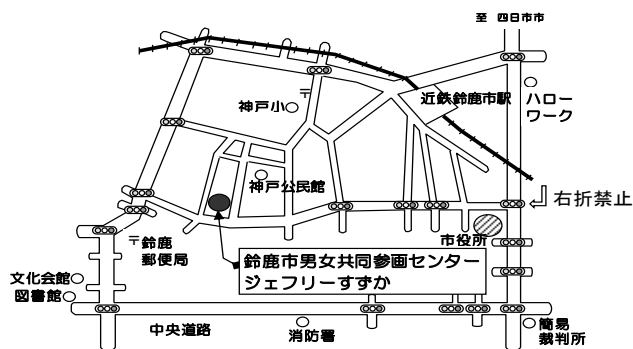 至 四日市市
近鉄鈴鹿市駅
ハロー
ワーク
〒
神戸小
神戸公民館
右折禁止
市役所
〒鈴鹿
郵便局
鈴鹿市男女共同参画センター
ジェフリーすずか
文化会館
図書館
中央道路
消防署
簡易
裁判所